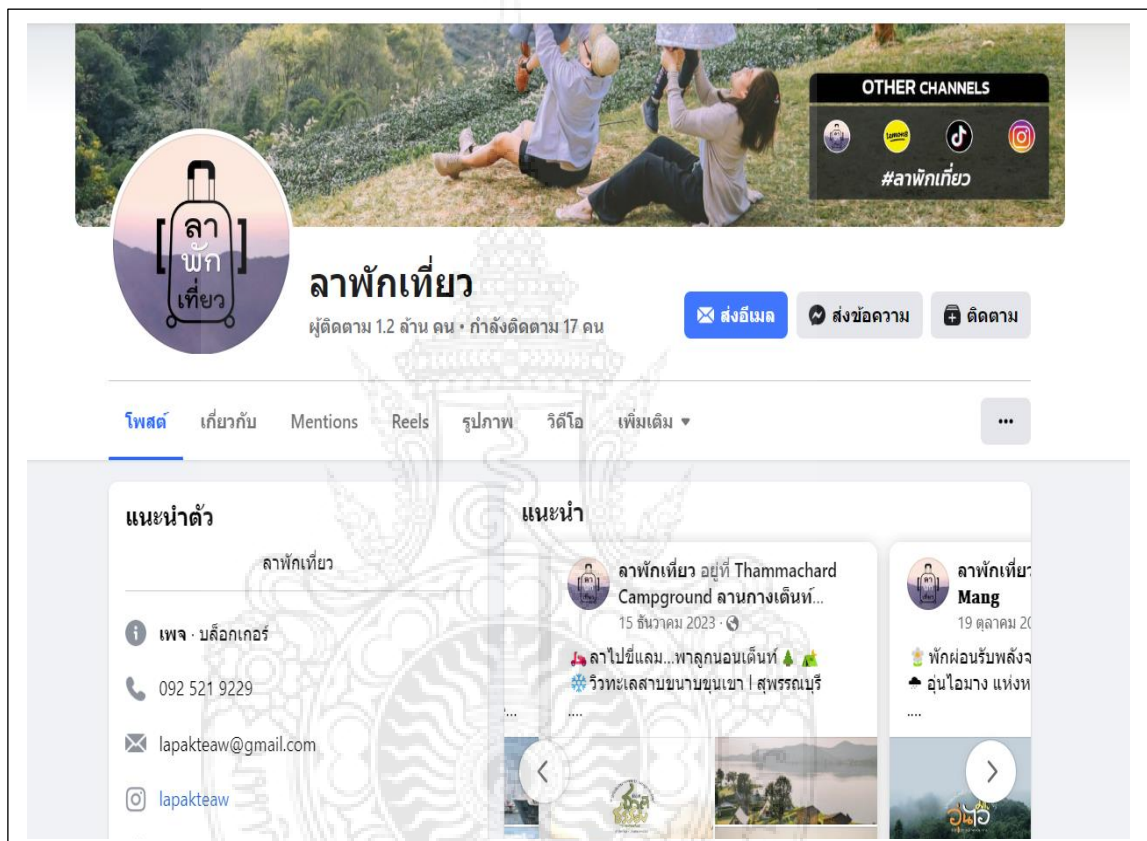 OTHER CHANNELS
#ลาพักเที่ยว
ลา
พัก
เที่ยว
ลาพักเที่ยว
ผู้ติดตาม 1.2 ล้าน คน • กำลังติดตาม 17 คน
ส่งอีเมล
ส่งข้อความ
ติดตาม
โพสต์ เกี่ยวกับ Mentions Reels รูปภาพ วิดีโอ เพิ่มเติม
แนะนำตัว
ลาพักเที่ยว
เพจ · บล็อกเกอร์
092 521 9229
lapakteaw@gmail.com
lapakteaw
แนะนำ
ลาพักเที่ยว อยู่ที่ Thammachard
Campground ลานกางเต็นท์...
15 ธันวาคม 2023 ·
ลาไปขี่แลม...พาลูกนอนเต็นท์
วิวทะเลสาบขนาบขุนเขา l สุพรรณบุรี
....
ลาพักเที่ยว
Mang
19 ตุลาคม 20
พักผ่อนรับพลังจ
อุ่นไอมาง แห่งห
....